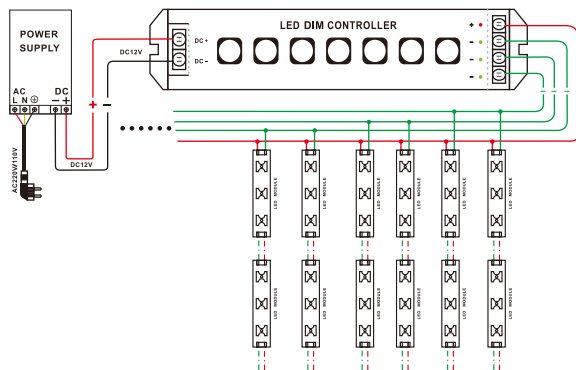 POWER
SUPPLY
AC
DC
L N ⏚ − +
AC220W/110V
DC12V
+ −
DC12V
LED DIM CONTROLLER
DC +
DC −
+
−
−
−
LED MODULE
LED MODULE
LED MODULE
LED MODULE
LED MODULE
LED MODULE
LED MODULE
LED MODULE
LED MODULE
LED MODULE
LED MODULE
LED MODULE